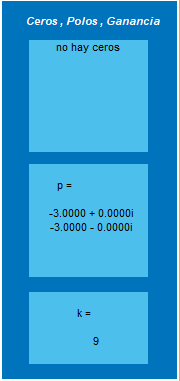 Ceros , Polos , Ganancia
no hay ceros
p =
-3.0000 + 0.0000i
-3.0000 - 0.0000i
k =
9